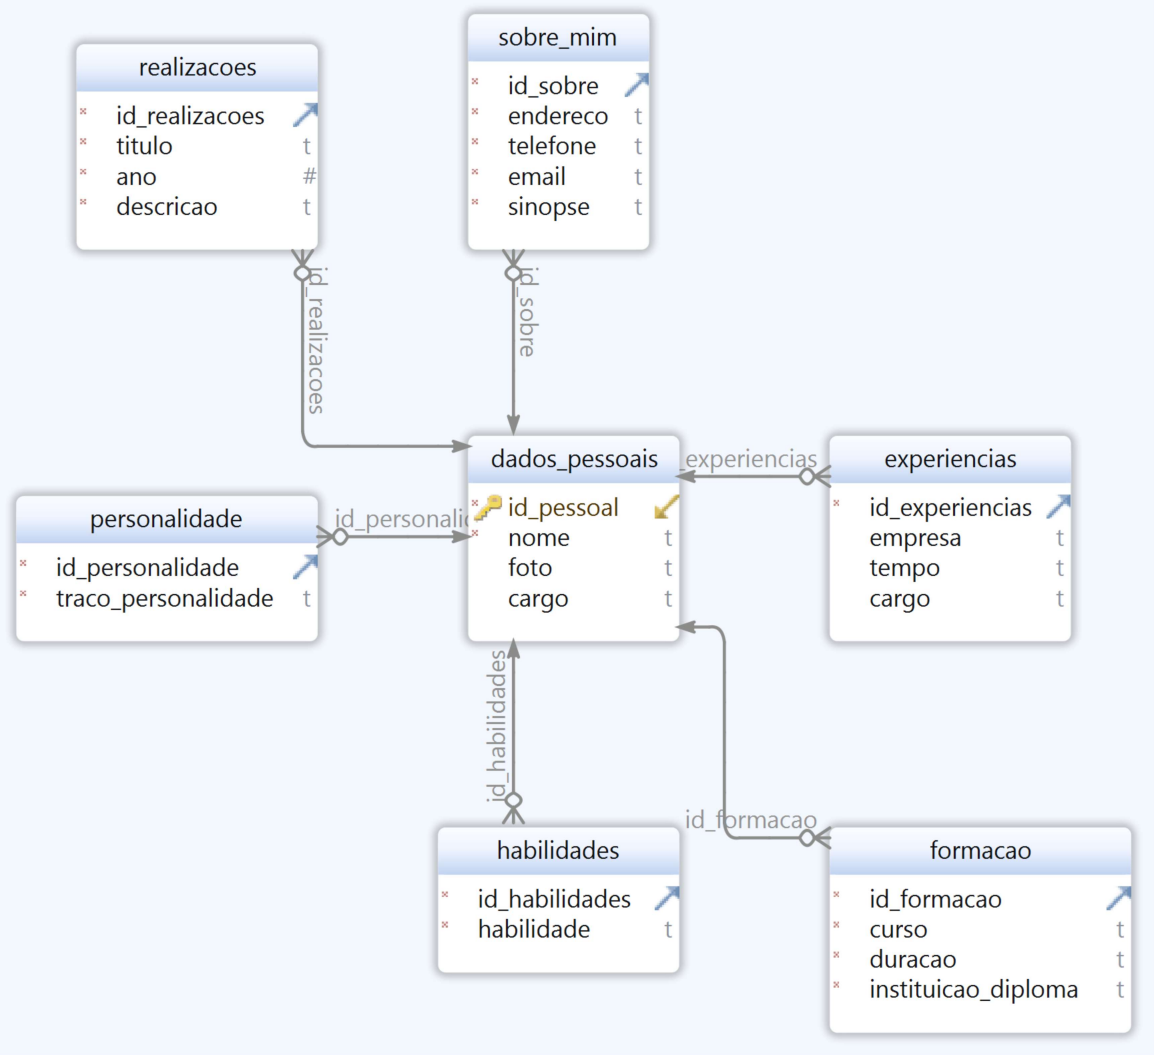 sobre_mim
id_sobre
endereco t
telefone t
email t
sinopse t
realizacoes
id_realizacoes
titulo t
ano #
descricao t
id_realizacoes
id_sobre
dados_pessoais
id_pessoal
nome t
foto t
cargo t
_experiencias
experiencias
id_experiencias
empresa t
tempo t
cargo t
personalidade
id_personalidade
traco_personalidade t
id_personalid
id_habilidades
habilidades
id_habilidades
habilidade t
id_formacao
formacao
id_formacao
curso t
duracao t
instituicao_diploma t